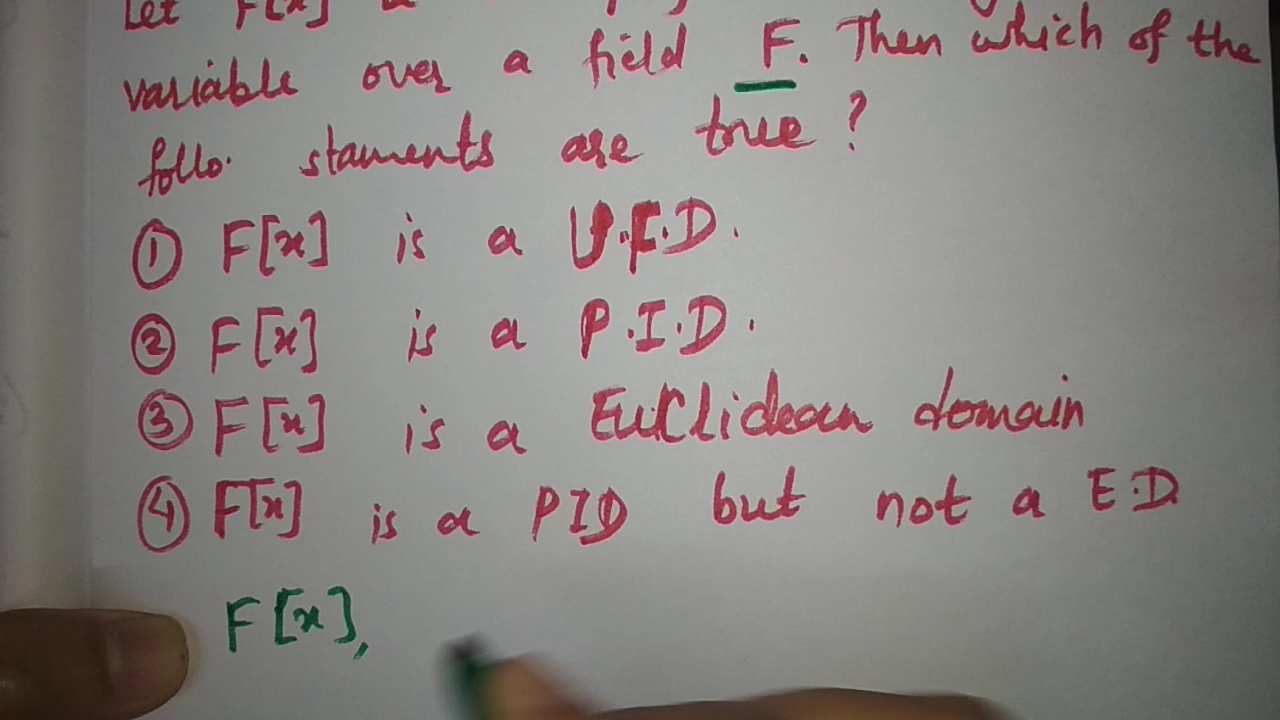 Let F[x]
variable over a field F. Then which of the
follo. staments are true?
① F[x] is a U.F.D.
② F[x] is a P.I.D.
③ F[x] is a Euclidean domain
④ F[x] is a PID but not a E.D
F[x],